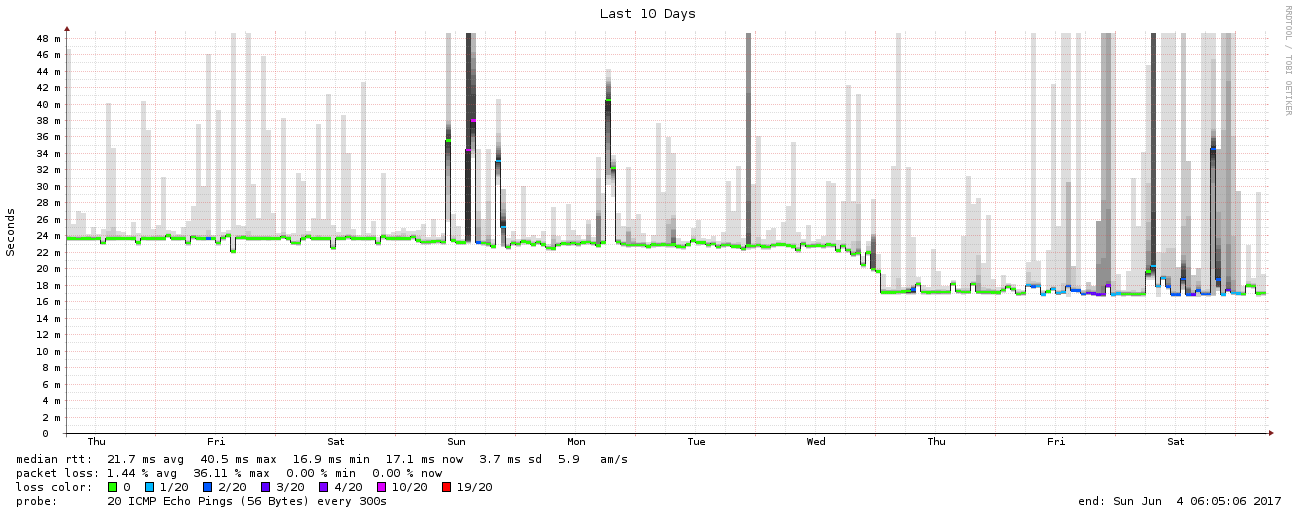 Last 10 Days
RRDTOOL / TOBI OETIKER
Seconds
48 m
46 m
44 m
42 m
40 m
38 m
36 m
34 m
32 m
30 m
28 m
26 m
24 m
22 m
20 m
18 m
16 m
14 m
12 m
10 m
8 m
6 m
4 m
2 m
0
Thu Fri Sat Sun Mon Tue Wed Thu Fri Sat
median rtt: 21.7 ms avg 40.5 ms max 16.9 ms min 17.1 ms now 3.7 ms sd 5.9 am/s
packet loss: 1.44 % avg 36.11 % max 0.00 % min 0.00 % now
loss color: 0 1/20 2/20 3/20 4/20 10/20 19/20
probe: 20 ICMP Echo Pings (56 Bytes) every 300s end: Sun Jun 4 06:05:06 2017